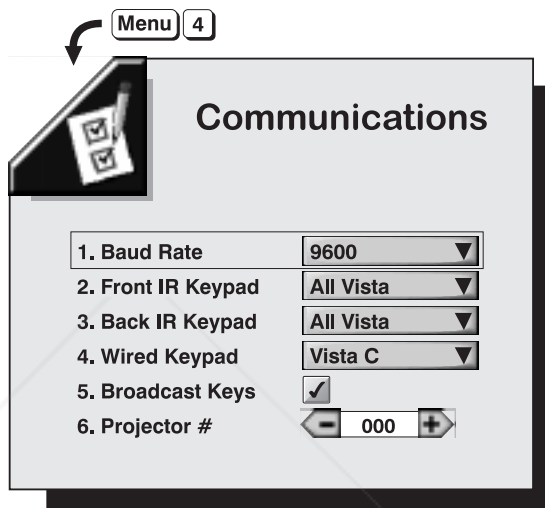 Menu 4
Communications
1. Baud Rate 9600
2. Front IR Keypad All Vista
3. Back IR Keypad All Vista
4. Wired Keypad Vista C
5. Broadcast Keys
6. Projector # 000